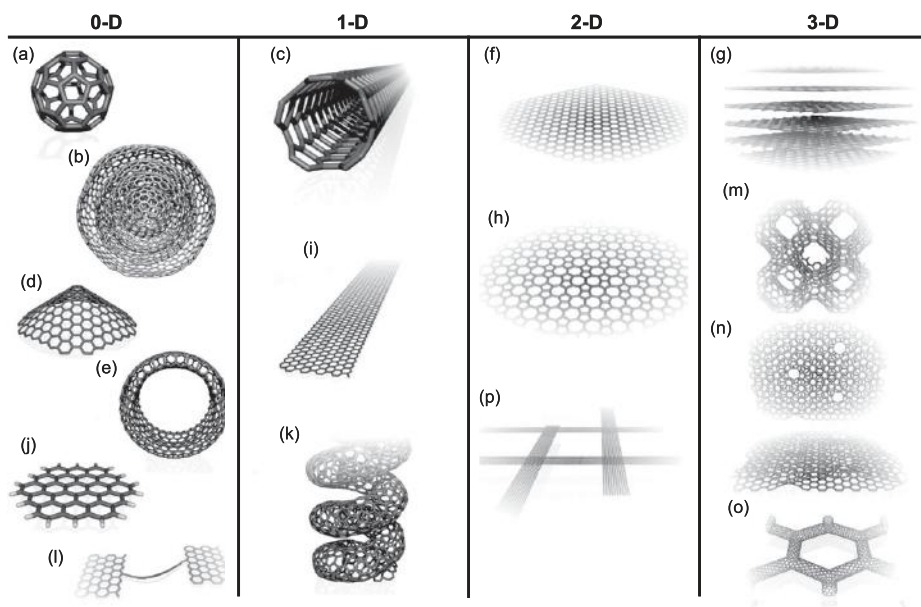 0-D 1-D 2-D 3-D
(a) (c) (f) (g)
(b)
(m)
(h)
(i)
(d)
(n)
(e)
(p)
(j) (k)
(o)
(l)